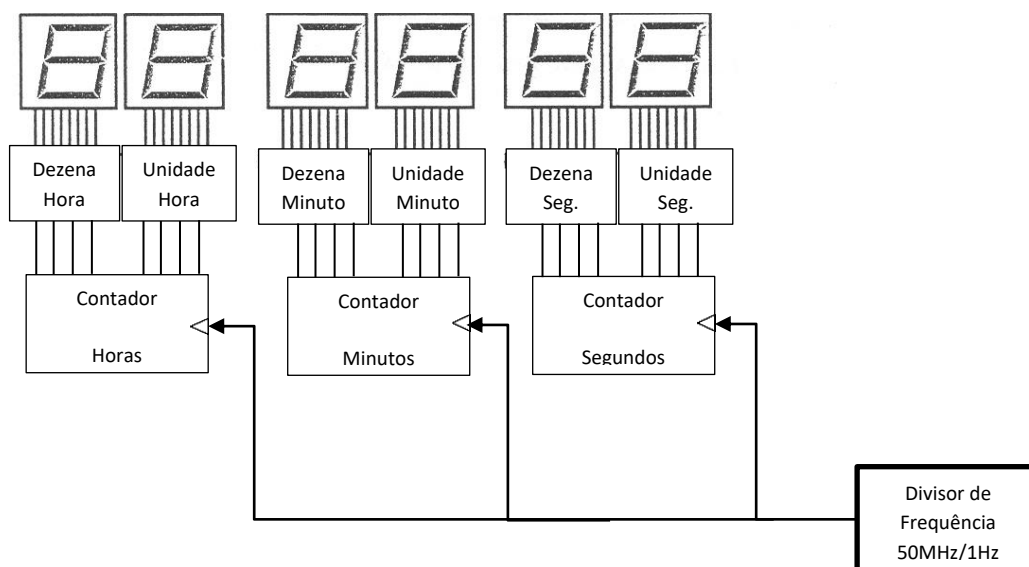 Dezena
Hora
Unidade
Hora
Dezena
Minuto
Unidade
Minuto
Dezena
Seg.
Unidade
Seg.
Contador
Horas
Contador
Minutos
Contador
Segundos
Divisor de
Frequência
50MHz/1Hz